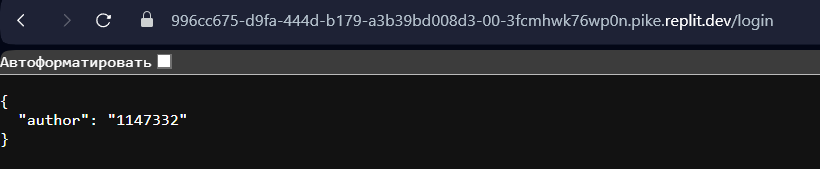 996cc675-d9fa-444d-b179-a3b39bd008d3-00-3fcmhwk76wp0n.pike.replit.dev/login
Автоформатировать
{
  "author": "1147332"
}